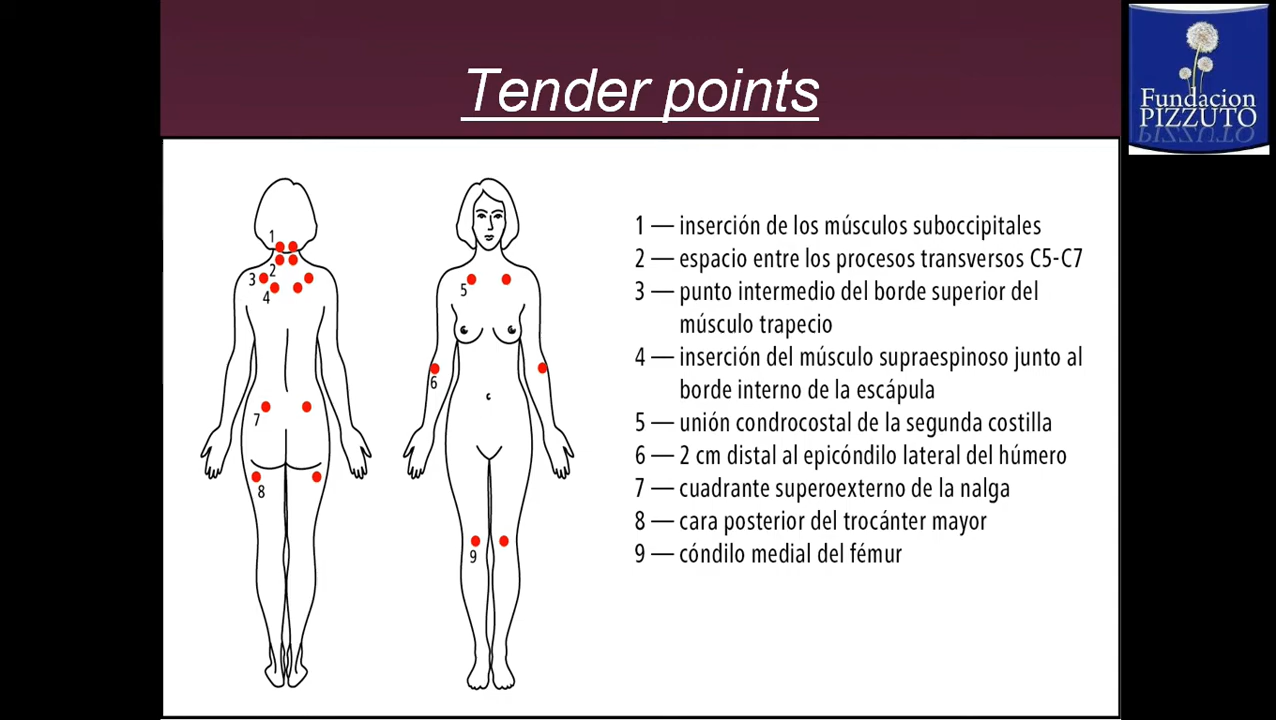 Tender points
Fundacion
PIZZUTO
1
2
3
4
5
6
7
8
9
1 — inserción de los músculos suboccipitales
2 — espacio entre los procesos transversos C5-C7
3 — punto intermedio del borde superior del
músculo trapecio
4 — inserción del músculo supraespinoso junto al
borde interno de la escápula
5 — unión condrocostal de la segunda costilla
6 — 2 cm distal al epicóndilo lateral del húmero
7 — cuadrante superoexterno de la nalga
8 — cara posterior del trocánter mayor
9 — cóndilo medial del fémur